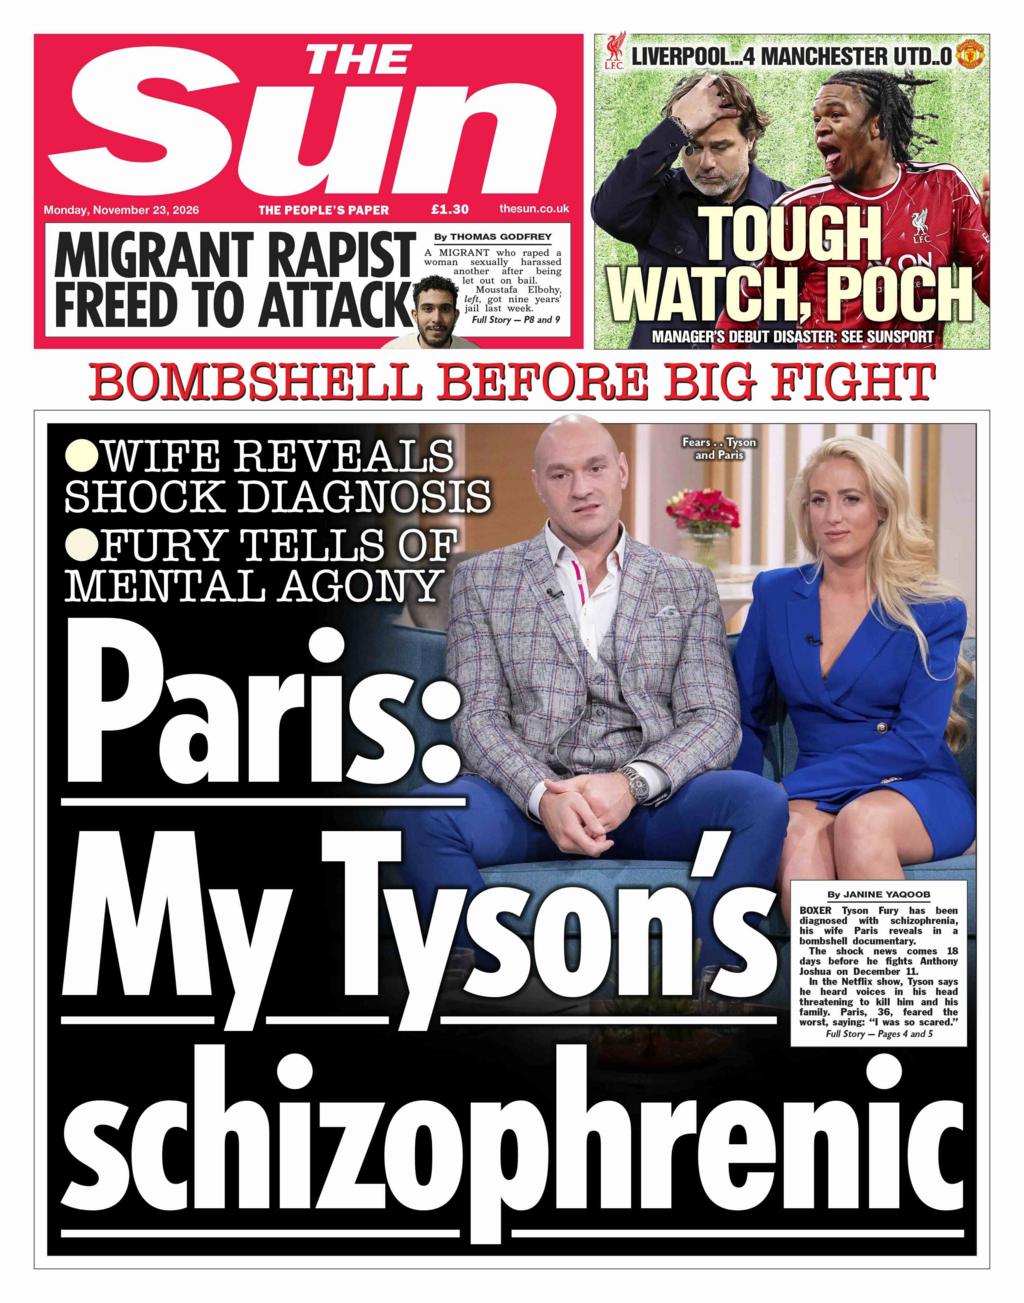 THE
Sun
Monday, November 23, 2026
THE PEOPLE'S PAPER
£1.30
thesun.co.uk
MIGRANT RAPIST
FREED TO ATTACK
By THOMAS GODFREY
A MIGRANT who raped a
woman sexually harassed
another after being
let out on bail.
Moustafa Elbohy,
left, got nine years'
jail last week.
Full Story — P8 and 9
L.F.C.
LIVERPOOL...4 MANCHESTER UTD..0
L.F.C.
TOUGH
WATCH, POCH
MANAGER'S DEBUT DISASTER: SEE SUNSPORT
BOMBSHELL BEFORE BIG FIGHT
WIFE REVEALS
SHOCK DIAGNOSIS
FURY TELLS OF
MENTAL AGONY
Fears . . Tyson
and Paris
Paris:
My Tyson's
schizophrenic
By JANINE YAQOOB
BOXER Tyson Fury has been
diagnosed with schizophrenia,
his wife Paris reveals in a
bombshell documentary.
The shock news comes 18
days before he fights Anthony
Joshua on December 11.
In the Netflix show, Tyson says
he heard voices in his head
threatening to kill him and his
family. Paris, 36, feared the
worst, saying: “I was so scared.”
Full Story — Pages 4 and 5